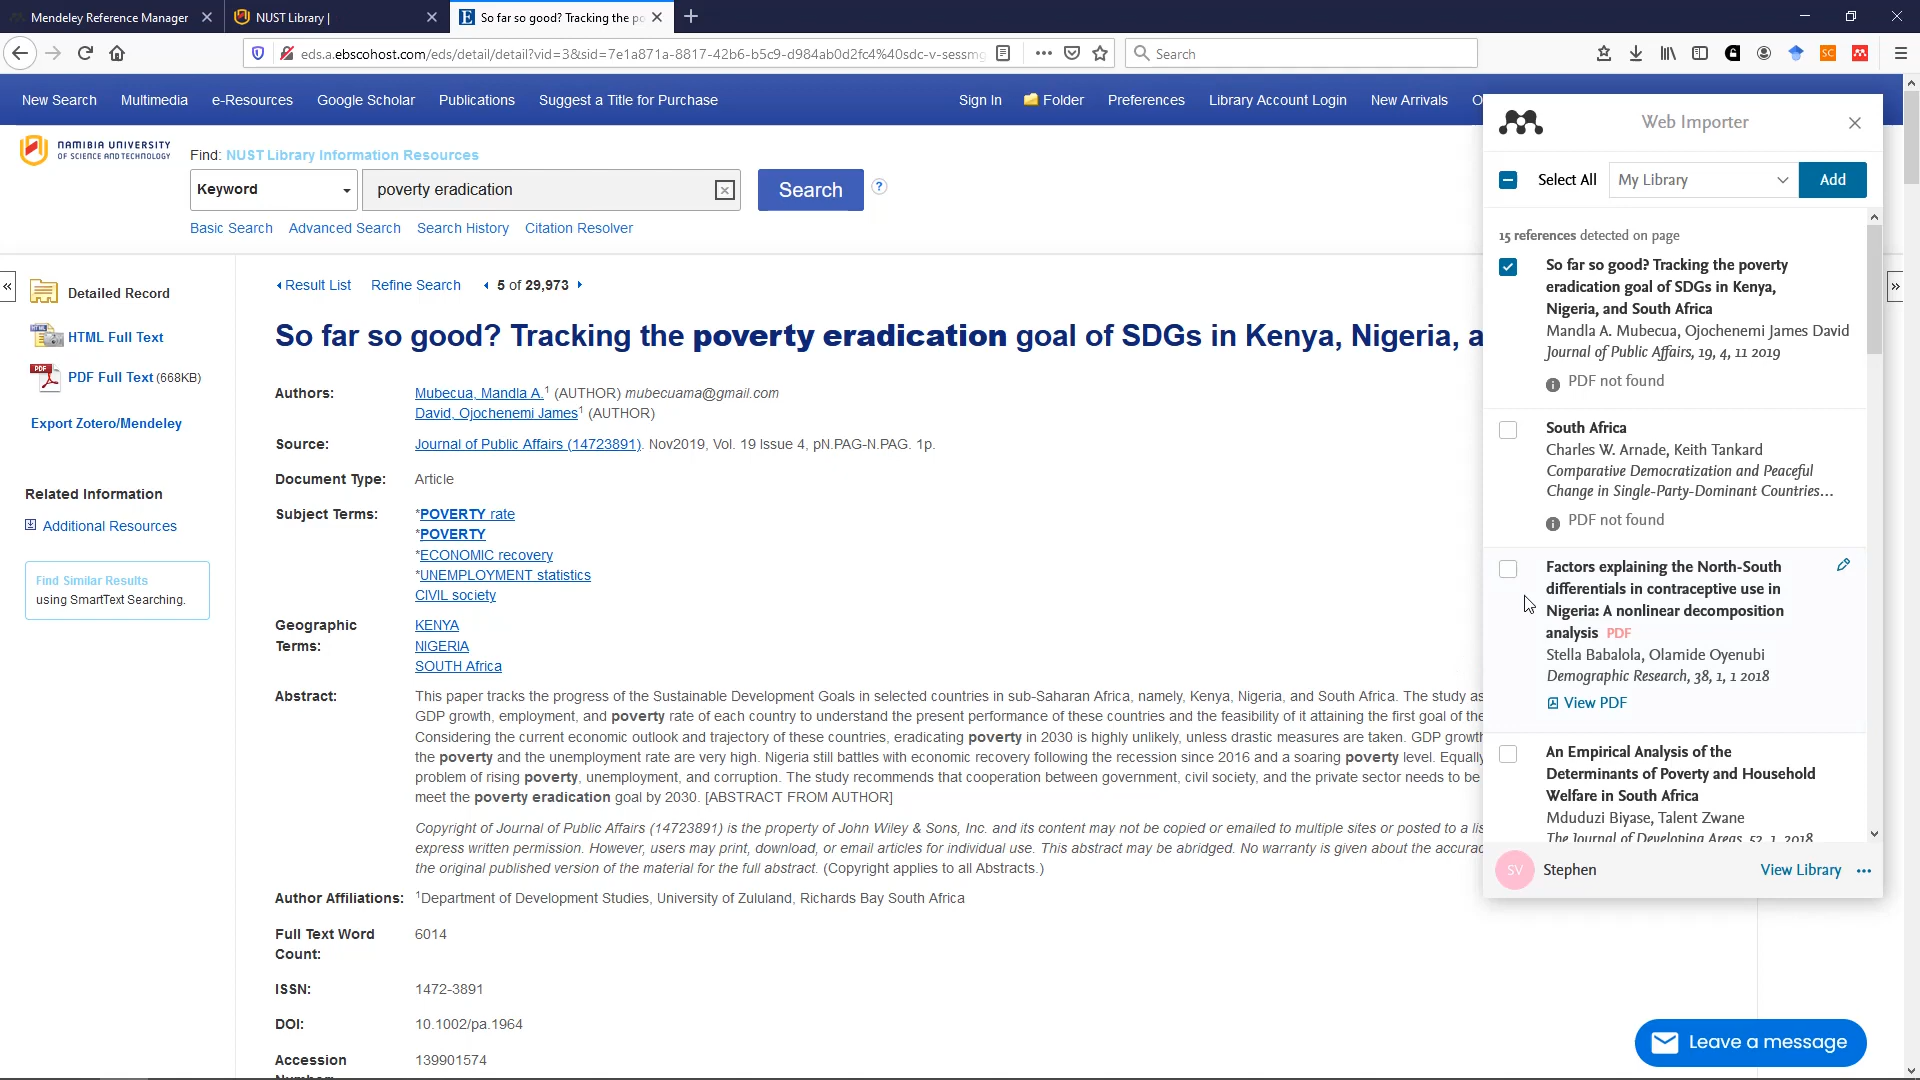 Mendeley Reference Manager
NUST Library |
So far so good? Tracking the po
eds.a.ebscohost.com/eds/detail/detail?vid=3&sid=7e1a871a-8817-42b6-b5c9-d984ab0d2fc4%40sdc-v-sessmg
Search
New Search
Multimedia
e-Resources
Google Scholar
Publications
Suggest a Title for Purchase
Sign In
Folder
Preferences
Library Account Login
New Arrivals
NAMIBIA UNIVERSITY
OF SCIENCE AND TECHNOLOGY
Find: NUST Library Information Resources
Keyword
poverty eradication
Search
?
Basic Search
Advanced Search
Search History
Citation Resolver
Detailed Record
HTML Full Text
PDF Full Text (668KB)
Export Zotero/Mendeley
Related Information
Additional Resources
Find Similar Results
using SmartText Searching.
Result List
Refine Search
5 of 29,973
So far so good? Tracking the poverty eradication goal of SDGs in Kenya, Nigeria, a
Authors:
Mubecua, Mandla A.1 (AUTHOR) mubecuama@gmail.com
David, Ojochenemi James1 (AUTHOR)
Source:
Journal of Public Affairs (14723891). Nov2019, Vol. 19 Issue 4, pN.PAG-N.PAG. 1p.
Document Type:
Article
Subject Terms:
*POVERTY rate
*POVERTY
*ECONOMIC recovery
*UNEMPLOYMENT statistics
CIVIL society
Geographic
Terms:
KENYA
NIGERIA
SOUTH Africa
Abstract:
This paper tracks the progress of the Sustainable Development Goals in selected countries in sub-Saharan Africa, namely, Kenya, Nigeria, and South Africa. The study as
GDP growth, employment, and poverty rate of each country to understand the present performance of these countries and the feasibility of it attaining the first goal of the
Considering the current economic outlook and trajectory of these countries, eradicating poverty in 2030 is highly unlikely, unless drastic measures are taken. GDP growth
the poverty and the unemployment rate are very high. Nigeria still battles with economic recovery following the recession since 2016 and a soaring poverty level. Equally
problem of rising poverty, unemployment, and corruption. The study recommends that cooperation between government, civil society, and the private sector needs to be
meet the poverty eradication goal by 2030. [ABSTRACT FROM AUTHOR]
Copyright of Journal of Public Affairs (14723891) is the property of John Wiley & Sons, Inc. and its content may not be copied or emailed to multiple sites or posted to a lis
express written permission. However, users may print, download, or email articles for individual use. This abstract may be abridged. No warranty is given about the accurac
the original published version of the material for the full abstract. (Copyright applies to all Abstracts.)
Author Affiliations:
1Department of Development Studies, University of Zululand, Richards Bay South Africa
Full Text Word
Count:
6014
ISSN:
1472-3891
DOI:
10.1002/pa.1964
Accession
139901574
Web Importer
Select All
My Library
Add
15 references detected on page
So far so good? Tracking the poverty
eradication goal of SDGs in Kenya,
Nigeria, and South Africa
Mandla A. Mubecua, Ojochenemi James David
Journal of Public Affairs, 19, 4, 11 2019
PDF not found
South Africa
Charles W. Arnade, Keith Tankard
Comparative Democratization and Peaceful
Change in Single-Party-Dominant Countries...
PDF not found
Factors explaining the North-South
differentials in contraceptive use in
Nigeria: A nonlinear decomposition
analysis PDF
Stella Babalola, Olamide Oyenubi
Demographic Research, 38, 1, 1 2018
View PDF
An Empirical Analysis of the
Determinants of Poverty and Household
Welfare in South Africa
Mduduzi Biyase, Talent Zwane
The Journal of Developing Areas, 52, 1, 2018
SV
Stephen
View Library
Leave a message